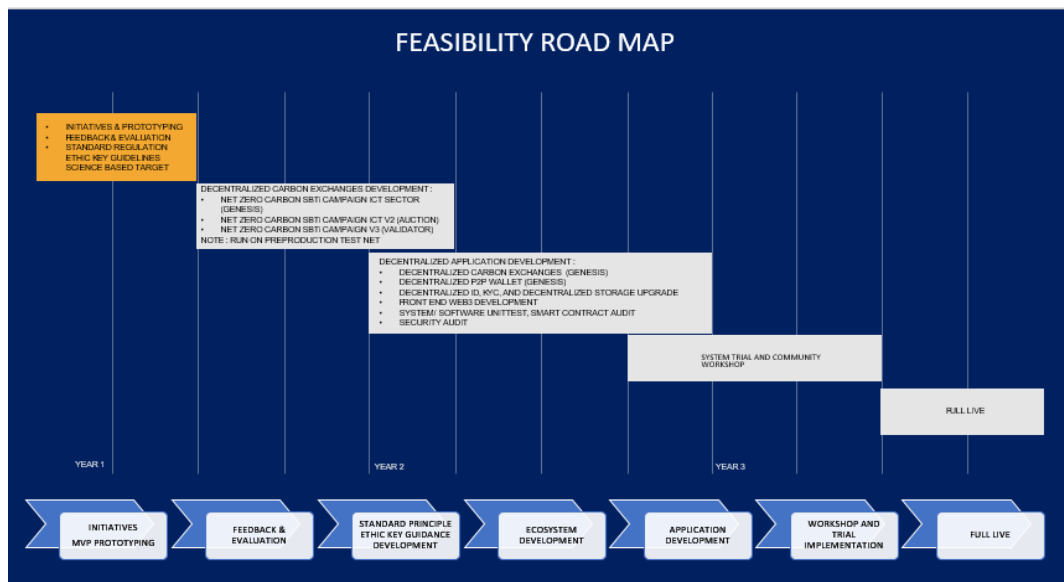 FEASIBILITY ROAD MAP
• INITIATIVES & PROTOTYPING
• FEEDBACK & EVALUATION
• STANDARD REGULATION
ETHIC KEY GUIDELINES
SCIENCE BASED TARGET
DECENTRALIZED CARBON EXCHANGES DEVELOPMENT :
• NET ZERO CARBON SBTi CAMPAIGN ICT SECTOR
(GENESIS)
• NET ZERO CARBON SBTi CAMPAIGN ICT V2 (AUCTION)
• NET ZERO CARBON SBTi CAMPAIGN V3 (VALIDATOR)
NOTE : RUN ON PREPRODUCTION TEST NET
DECENTRALIZED APPLICATION DEVELOPMENT :
• DECENTRALIZED CARBON EXCHANGES (GENESIS)
• DECENTRALIZED P2P WALLET (GENESIS)
• DECENTRALIZED ID, KYC, AND DECENTRALIZED STORAGE UPGRADE
• FRONT END WEB3 DEVELOPMENT
• SYSTEM/ SOFTWARE UNITTEST, SMART CONTRACT AUDIT
• SECURITY AUDIT
SYSTEM TRIAL AND COMMUNITY
WORKSHOP
FULL LIVE
YEAR 1
YEAR 2
YEAR 3
INITIATIVES
MVP PROTOTYPING
FEEDBACK &
EVALUATION
STANDARD PRINCIPLE
ETHIC KEY GUIDANCE
DEVELOPMENT
ECOSYSTEM
DEVELOPMENT
APPLICATION
DEVELOPMENT
WORKSHOP AND
TRIAL
IMPLEMENTATION
FULL LIVE